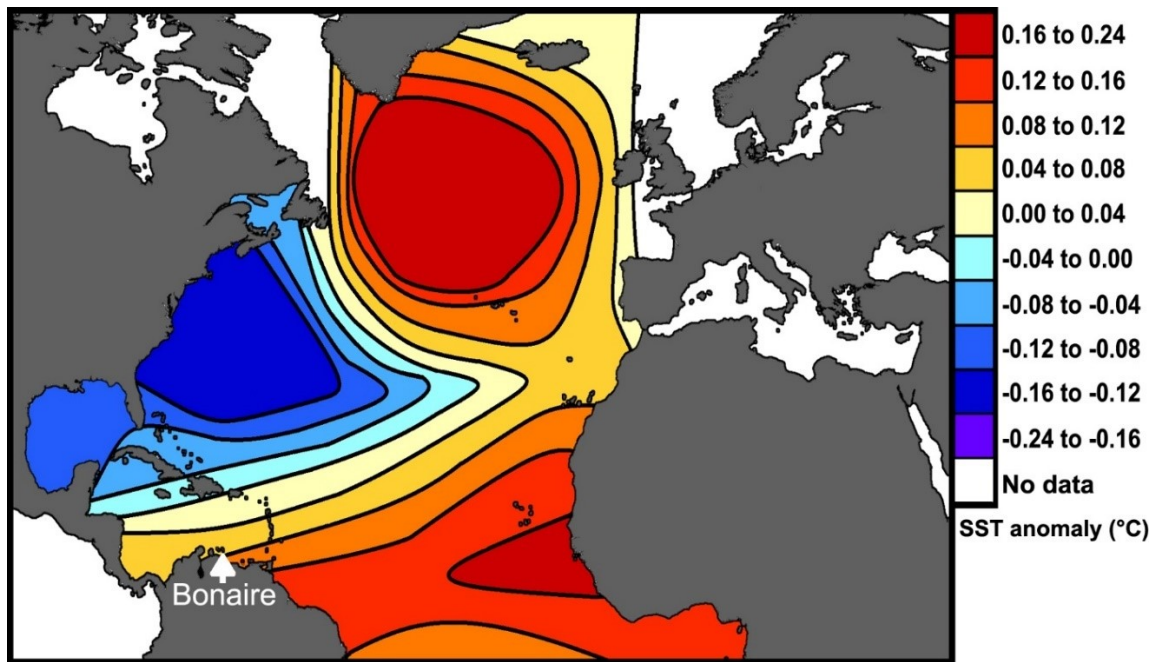 0.16 to 0.24
0.12 to 0.16
0.08 to 0.12
0.04 to 0.08
0.00 to 0.04
-0.04 to 0.00
-0.08 to -0.04
-0.12 to -0.08
-0.16 to -0.12
-0.24 to -0.16
No data
SST anomaly (°C)
Bonaire